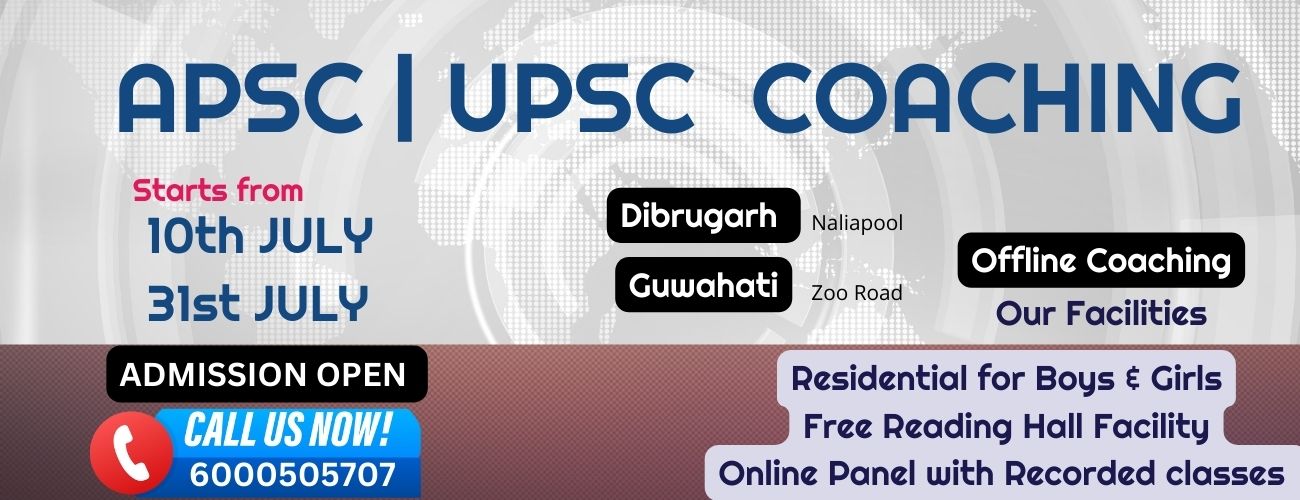 APSC | UPSC COACHING
Starts from
10th JULY
31st JULY
Dibrugarh Naliapool
Guwahati Zoo Road
Offline Coaching
Our Facilities
ADMISSION OPEN
CALL US NOW!
6000505707
Residential for Boys & Girls
Free Reading Hall Facility
Online Panel with Recorded classes